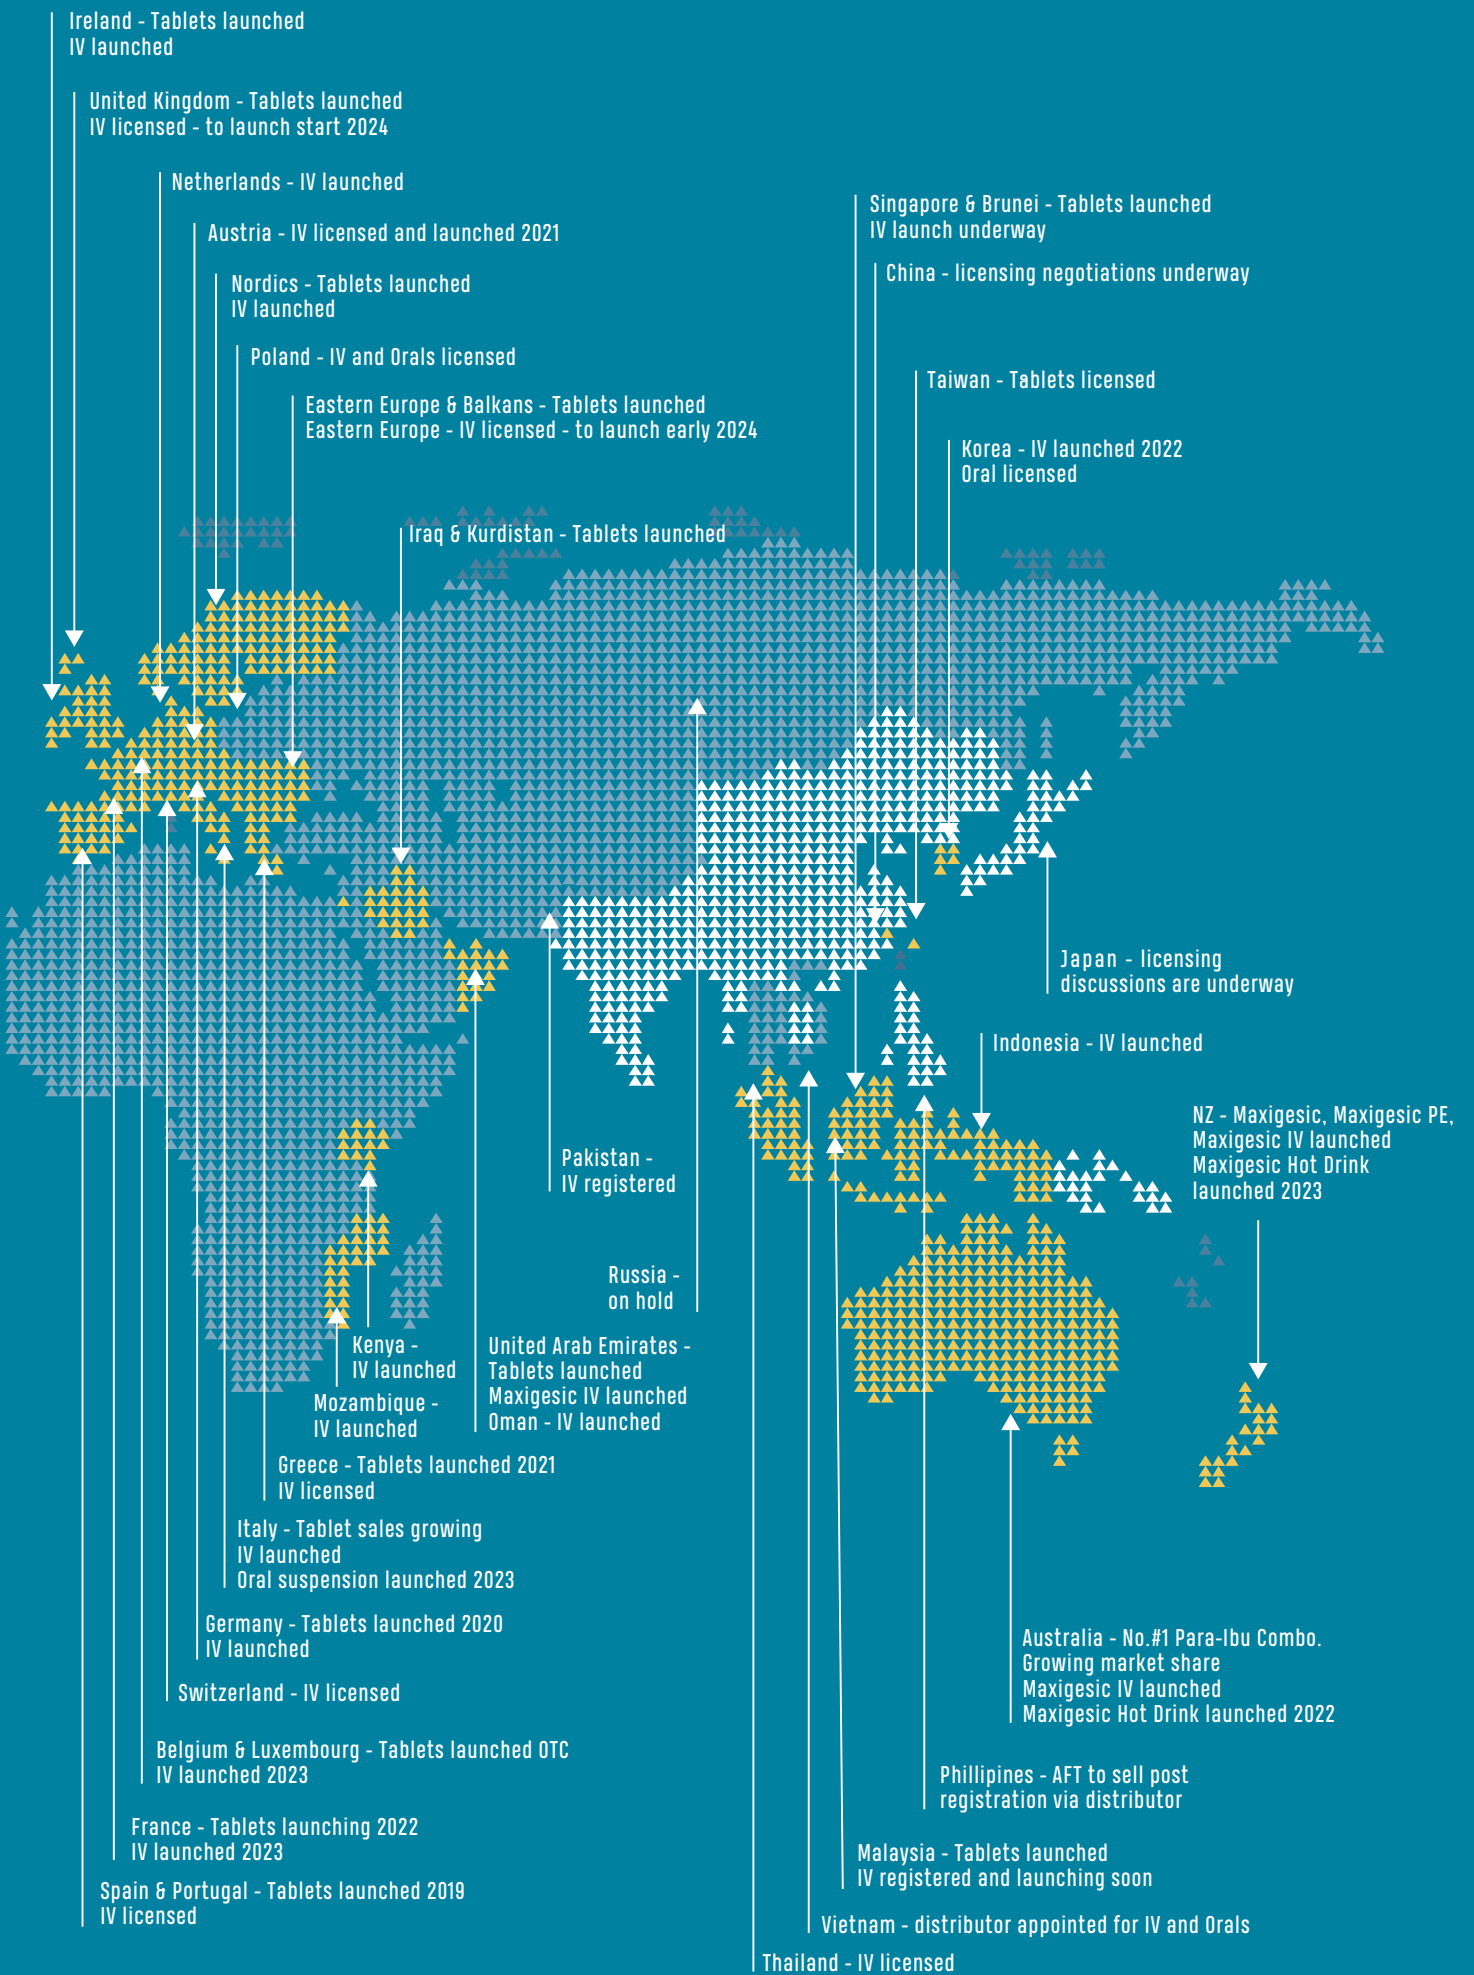 Ireland - Tablets launched
IV launched
United Kingdom - Tablets launched
IV licensed - to launch start 2024
Netherlands - IV launched
Austria - IV licensed and launched 2021
Nordics - Tablets launched
IV launched
Poland - IV and Orals licensed
Eastern Europe & Balkans - Tablets launched
Eastern Europe - IV licensed - to launch early 2024
Iraq & Kurdistan - Tablets launched
Singapore & Brunei - Tablets launched
IV launch underway
China - licensing negotiations underway
Taiwan - Tablets licensed
Korea - IV launched 2022
Oral licensed
Japan - licensing
discussions are underway
Indonesia - IV launched
NZ - Maxigesic, Maxigesic PE,
Maxigesic IV launched
Maxigesic Hot Drink
launched 2023
Pakistan -
IV registered
Russia -
on hold
Kenya -
IV launched
United Arab Emirates -
Tablets launched
Maxigesic IV launched
Oman - IV launched
Mozambique -
IV launched
Greece - Tablets launched 2021
IV licensed
Italy - Tablet sales growing
IV launched
Oral suspension launched 2023
Germany - Tablets launched 2020
IV launched
Switzerland - IV licensed
Belgium & Luxembourg - Tablets launched OTC
IV launched 2023
France - Tablets launching 2022
IV launched 2023
Spain & Portugal - Tablets launched 2019
IV licensed
Australia - No.#1 Para-Ibu Combo.
Growing market share
Maxigesic IV launched
Maxigesic Hot Drink launched 2022
Phillipines - AFT to sell post
registration via distributor
Malaysia - Tablets launched
IV registered and launching soon
Vietnam - distributor appointed for IV and Orals
Thailand - IV licensed